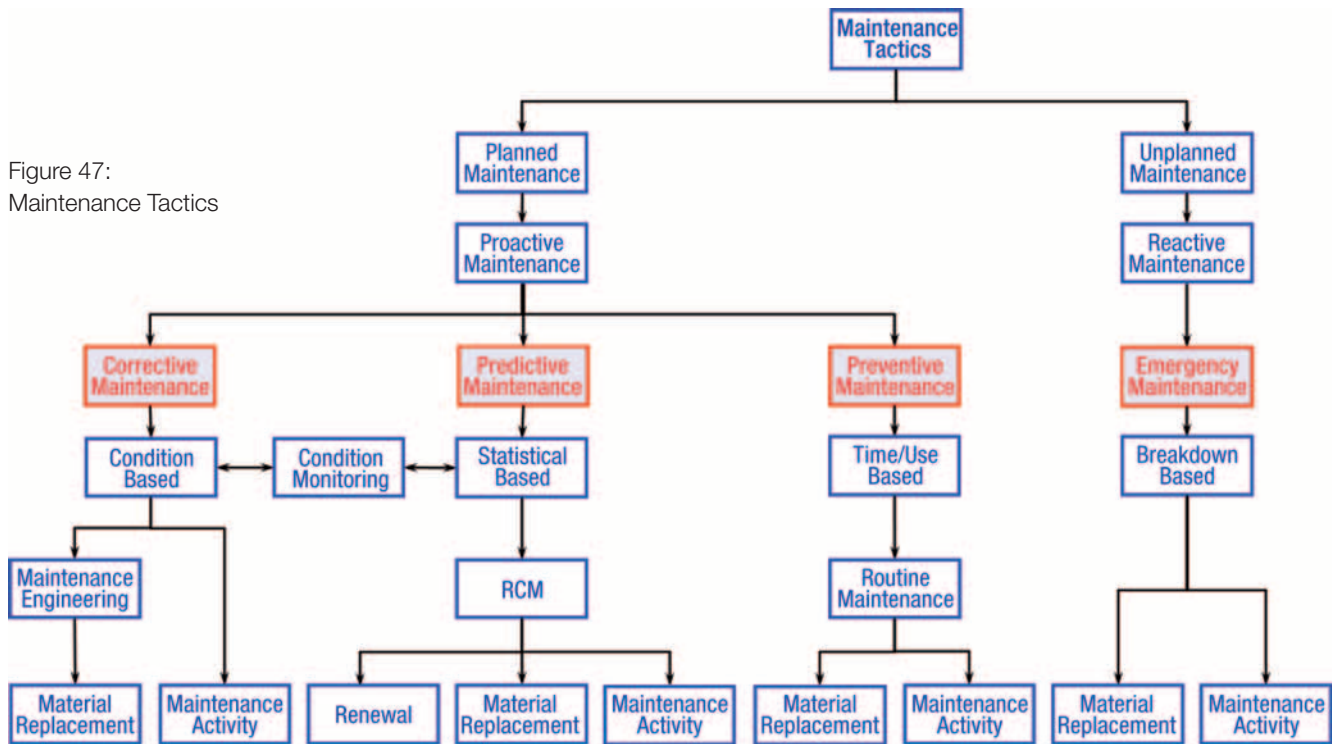 Maintenance
Tactics
Figure 47:
Maintenance Tactics
Planned
Maintenance
Unplanned
Maintenance
Proactive
Maintenance
Reactive
Maintenance
Corrective
Maintenance
Predictive
Maintenance
Preventive
Maintenance
Emergency
Maintenance
Condition
Based
Condition
Monitoring
Statistical
Based
Time/Use
Based
Breakdown
Based
Maintenance
Engineering
RCM
Routine
Maintenance
Material
Replacement
Maintenance
Activity
Renewal
Material
Replacement
Maintenance
Activity
Material
Replacement
Maintenance
Activity
Material
Replacement
Maintenance
Activity